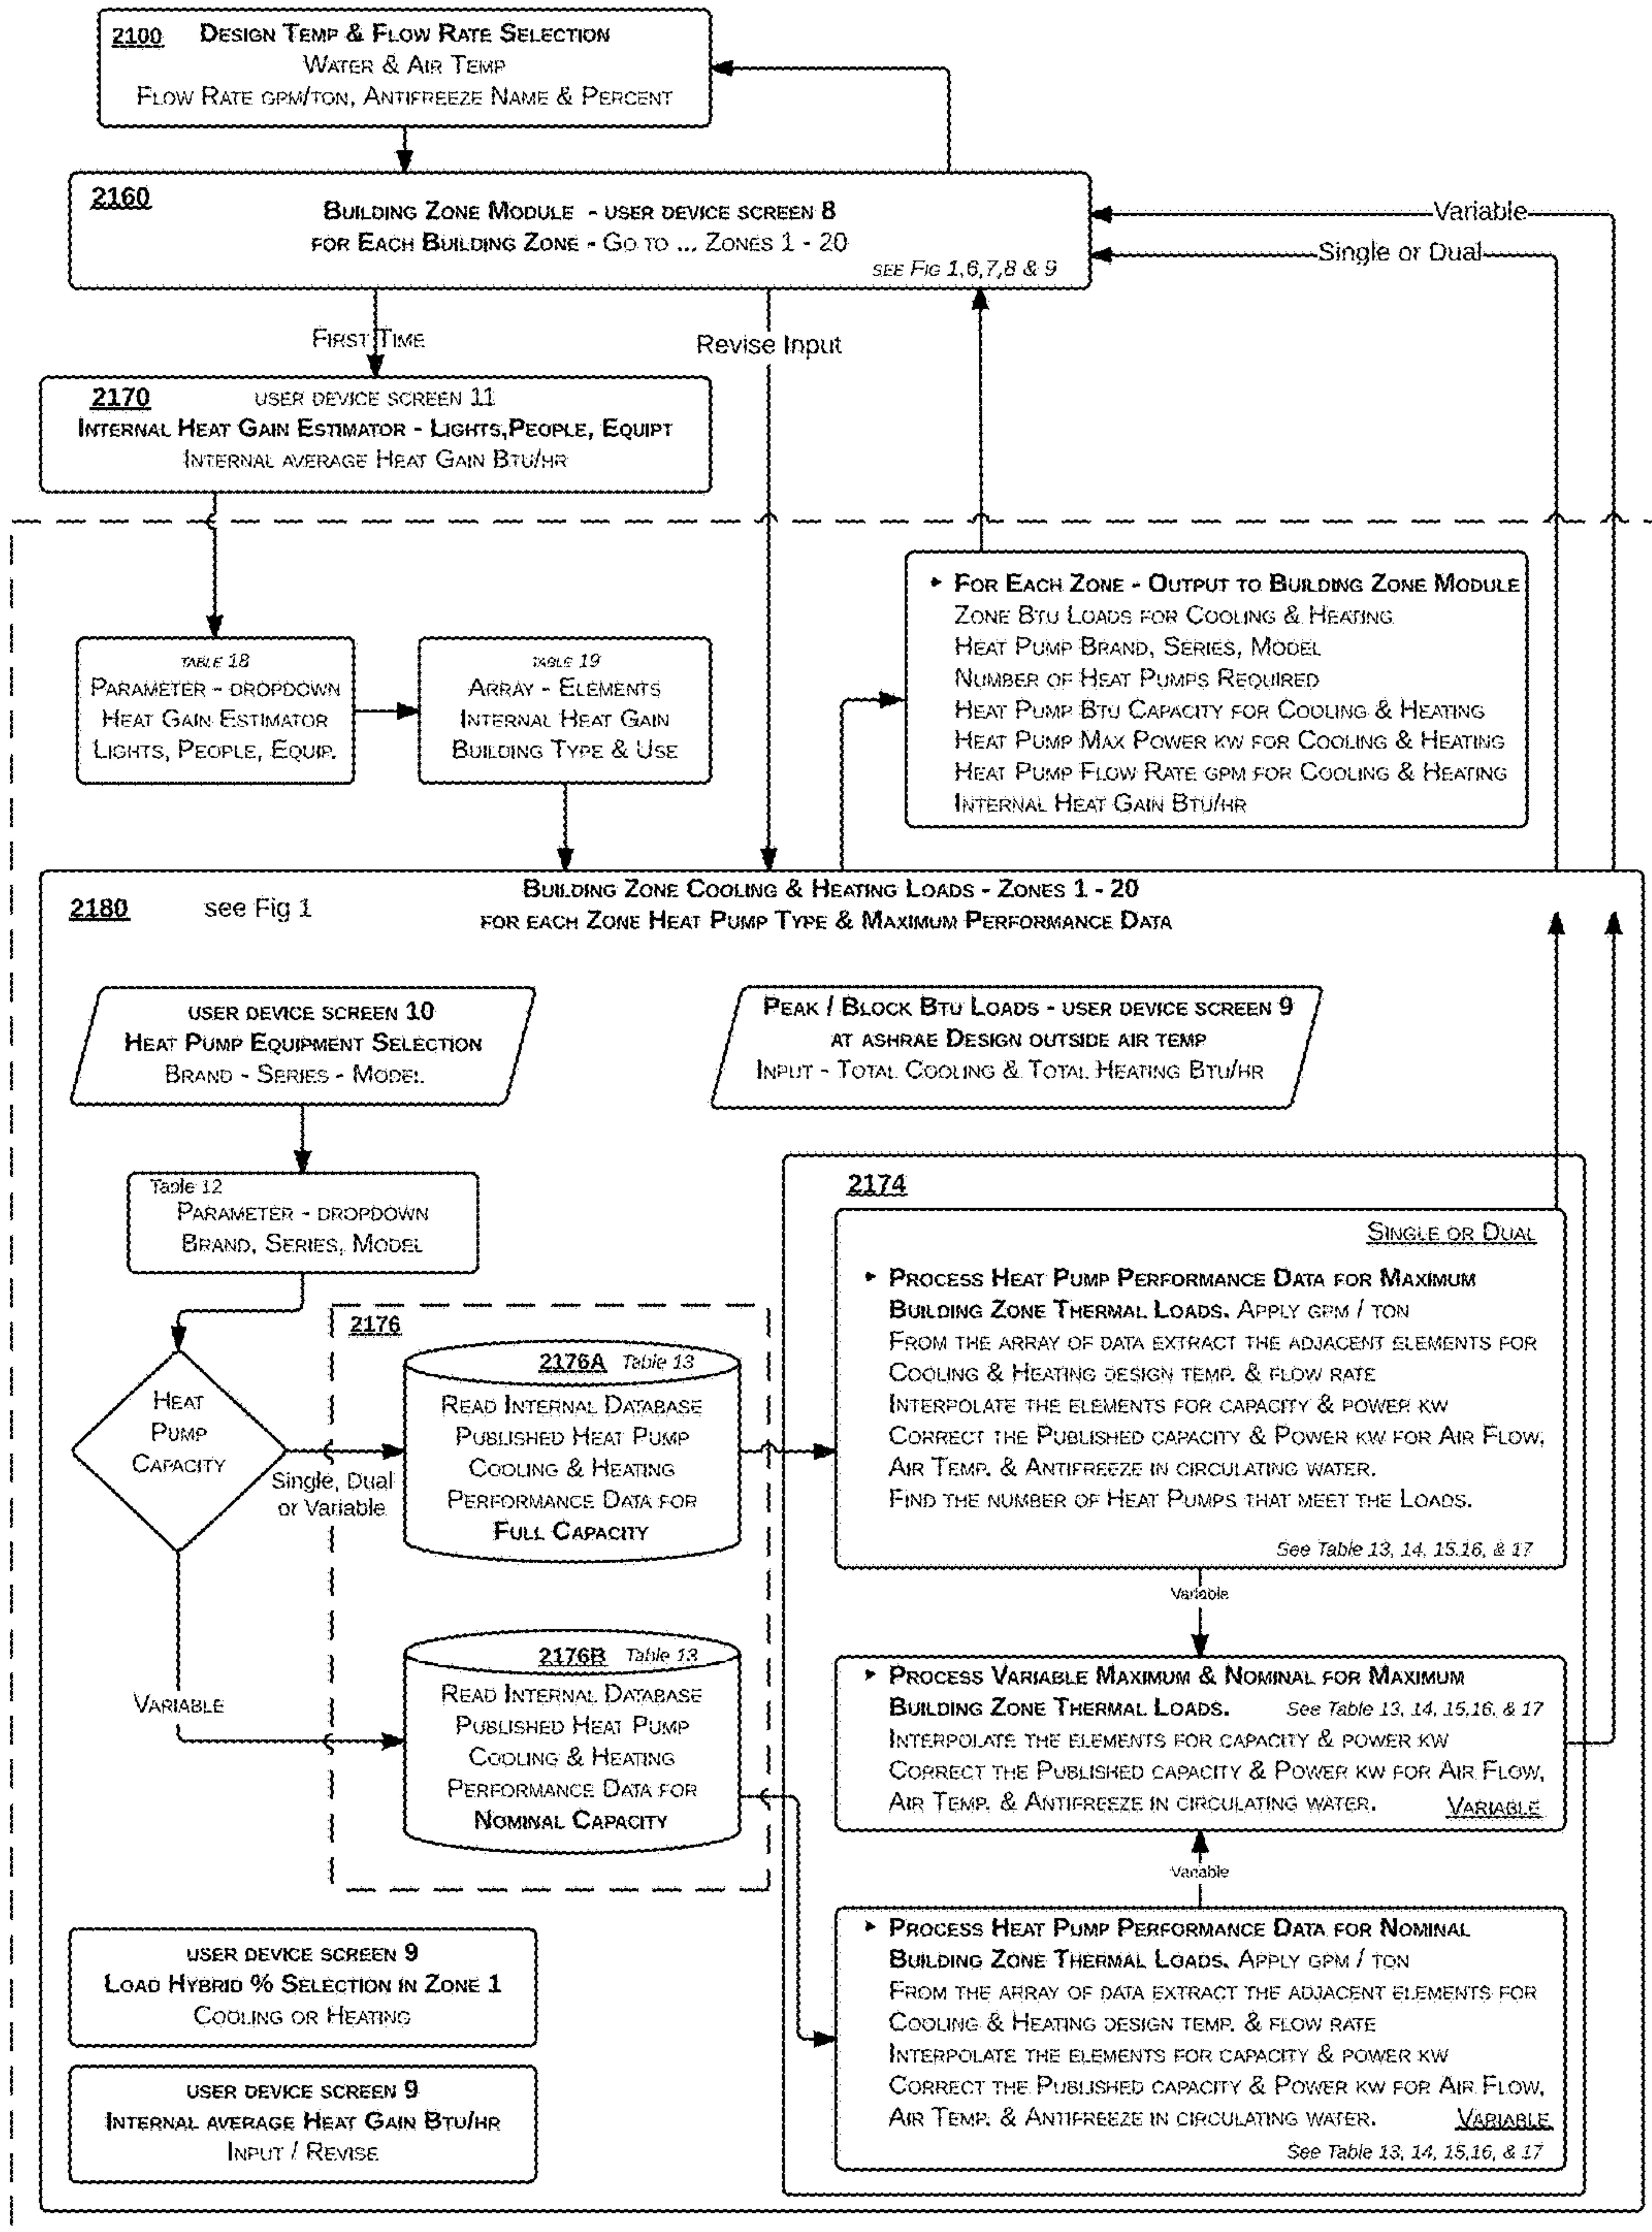 2100 Design Temp & Flow Rate Selection
Water & Air Temp
Flow Rate gpm/ton, Antifreeze Name & Percent
2160
Building Zone Module - user device screen 8
for Each Building Zone - Go to ... Zones 1 - 20
see Fig 1,6,7,8 & 9
Variable
Single or Dual
First Time
Revise Input
2170 user device screen 11
Internal Heat Gain Estimator - Lights,People, Equipt
Internal average Heat Gain Btu/hr
► For Each Zone - Output to Building Zone Module
Zone Btu Loads for Cooling & Heating
Heat Pump Brand, Series, Model
Number of Heat Pumps Required
Heat Pump Btu Capacity for Cooling & Heating
Heat Pump Max Power kw for Cooling & Heating
Heat Pump Flow Rate gpm for Cooling & Heating
Internal Heat Gain Btu/hr
table 18
Parameter - dropdown
Heat Gain Estimator
Lights, People, Equip.
table 19
Array - Elements
Internal Heat Gain
Building Type & Use
2180 see Fig 1
Building Zone Cooling & Heating Loads - Zones 1 - 20
for each Zone Heat Pump Type & Maximum Performance Data
user device screen 10
Heat Pump Equipment Selection
Brand - Series - Model
Peak / Block Btu Loads - user device screen 9
at ashrae Design outside air temp
Input - Total Cooling & Total Heating Btu/hr
Table 12
Parameter - dropdown
Brand, Series, Model
Heat
Pump
Capacity
Single, Dual
or Variable
Variable
2176
2176A Table 13
Read Internal Database
Published Heat Pump
Cooling & Heating
Performance Data for
Full Capacity
2176B Table 13
Read Internal Database
Published Heat Pump
Cooling & Heating
Performance Data for
Nominal Capacity
2174
Single or Dual
► Process Heat Pump Performance Data for Maximum
Building Zone Thermal Loads. Apply gpm / ton
From the array of data extract the adjacent elements for
Cooling & Heating design temp. & flow rate
Interpolate the elements for capacity & power kw
Correct the Published capacity & Power kw for Air Flow,
Air Temp. & Antifreeze in circulating water.
Find the number of Heat Pumps that meet the Loads.
See Table 13, 14, 15.16, & 17
Variable
► Process Variable Maximum & Nominal for Maximum
Building Zone Thermal Loads. See Table 13, 14, 15,16, & 17
Interpolate the elements for capacity & power kw
Correct the Published capacity & Power kw for Air Flow,
Air Temp. & Antifreeze in circulating water. Variable
Variable
► Process Heat Pump Performance Data for Nominal
Building Zone Thermal Loads. Apply gpm / ton
From the array of data extract the adjacent elements for
Cooling & Heating design temp. & flow rate
Interpolate the elements for capacity & power kw
Correct the Published capacity & Power kw for Air Flow,
Air Temp. & Antifreeze in circulating water. Variable
See Table 13, 14, 15,16, & 17
user device screen 9
Load Hybrid % Selection in Zone 1
Cooling or Heating
user device screen 9
Internal average Heat Gain Btu/hr
Input / Revise